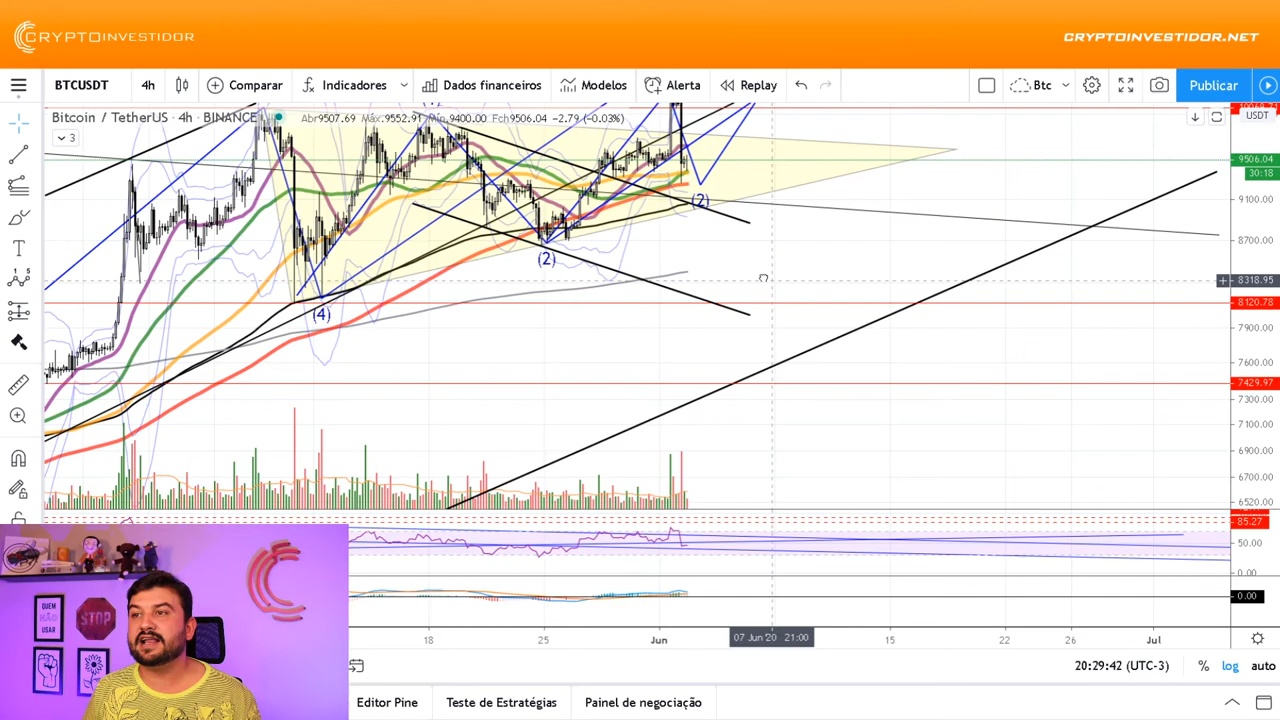 CRYPTOINVESTIDOR
CRYPTOINVESTIDOR.NET
BTCUSDT 4h Comparar Indicadores Dados financeiros Modelos Alerta Replay Btc Publicar
Bitcoin / TetherUS · 4h · BINANCE Abr9507.69 Máx9552.91 Mín9400.00 Fch9506.04 −2.79 (−0.03%)
3
USDT
9506.04
30:18
9100.00
8700.00
8318.95
8120.78
7900.00
7600.00
7429.97
7300.00
7100.00
6900.00
6700.00
6520.00
85.27
50.00
0.00
0.00
(2)
(2)
(4)
18 25 Jun 07 Jun '20 21:00 15 22 26 Jul
20:29:42 (UTC-3) % log auto
Editor Pine Teste de Estratégias Painel de negociação
QUEM
NÃO
USAR
STOP